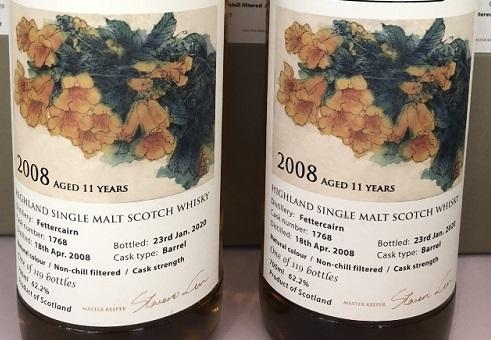 chill filtered /
2008 AGED 11 YEARS
HIGHLAND SINGLE MALT SCOTCH WHISKY
Distillery: Fettercairn
Cask number: 1768
Distilled: 18th Apr. 2008
Bottled: 23rd Jan. 2020
Cask type: Barrel
Natural colour / Non-chill filtered / Cask strength
One of 119 bottles
700ml 62.2%
Product of Scotland
MASTER KEEPER
2008 AGED 11 YEARS
HIGHLAND SINGLE MALT SCOTCH WHISKY
Distillery: Fettercairn
Cask number: 1768
Distilled: 18th Apr. 2008
Bottled: 23rd Jan. 2020
Cask type: Barrel
Natural colour / Non-chill filtered / Cask strength
One of 119 bottles
700ml 62.2%
Product of Scotland
MASTER KEEPER